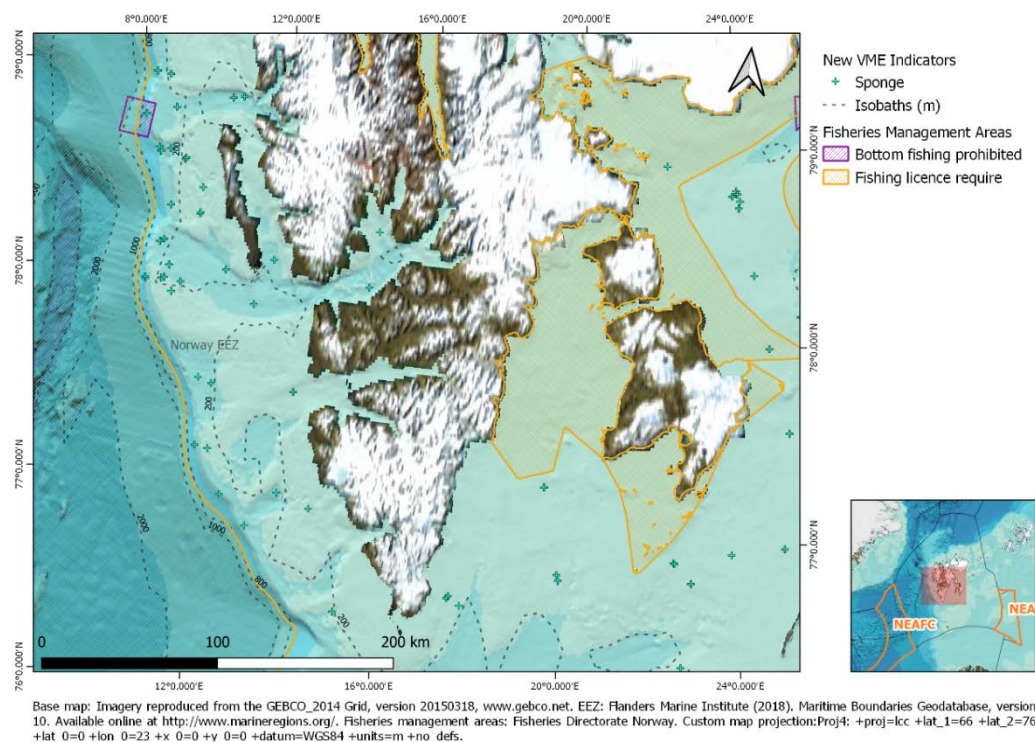 8°0.000'E 12°0.000'E 16°0.000'E 20°0.000'E 24°0.000'E
79°0.000'N
78°0.000'N
77°0.000'N
76°0.000'N
79°0.000'N
78°0.000'N
77°0.000'N
200
2000
1000
Norway EEZ
200
2000
1000
800
200
0 100 200 km
12°0.000'E 16°0.000'E 20°0.000'E 24°0.000'E
New VME Indicators
Sponge
Isobaths (m)
Fisheries Management Areas
Bottom fishing prohibited
Fishing licence require
NEAFC
NEA
Base map: Imagery reproduced from the GEBCO_2014 Grid, version 20150318, www.gebco.net. EEZ: Flanders Marine Institute (2018). Maritime Boundaries Geodatabase, version
10. Available online at http://www.marineregions.org/. Fisheries management areas: Fisheries Directorate Norway. Custom map projection:Proj4: +proj=lcc +lat_1=66 +lat_2=76
+lat_0=0 +lon_0=23 +x_0=0 +y_0=0 +datum=WGS84 +units=m +no_defs.